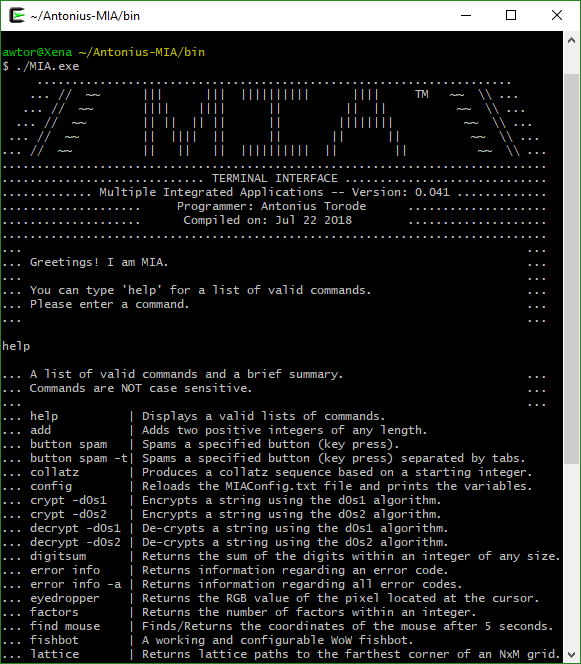 ~/Antonius-MIA/bin
awtor@Xena ~/Antonius-MIA/bin
$ ./MIA.exe
....................................................................
... // ~~ ||| ||| |||||||||| |||| TM ~~ \\ ...
... // ~~ |||| |||| || || || ~~ \\ ...
... // ~~ || || || || || |||||||| ~~ \\ ...
... // ~~ || |||| || || || || ~~ \\ ...
... // ~~ || || || |||||||||| || || ~~ \\ ...
..............................................................................
.............................. TERMINAL INTERFACE .............................
............. Multiple Integrated Applications -- Version: 0.041 .............
.................... Programmer: Antonius Torode ....................
.................... Compiled on: Jul 22 2018 ....................
..............................................................................
... ...
... Greetings! I am MIA. ...
... ...
... You can type 'help' for a list of valid commands. ...
... Please enter a command. ...
... ...
help
... A list of valid commands and a brief summary. ...
... Commands are NOT case sensitive. ...
... ...
... help | Displays a valid lists of commands.
... add | Adds two positive integers of any length.
... button spam | Spams a specified button (key press).
... button spam -t| Spams a specified button (key press) separated by tabs.
... collatz | Produces a collatz sequence based on a starting integer.
... config | Reloads the MIAConfig.txt file and prints the variables.
... crypt -dOs1 | Encrypts a string using the dOs1 algorithm.
... crypt -dOs2 | Encrypts a string using the dOs2 algorithm.
... decrypt -dOs1 | De-crypts a string using the dOs1 algorithm.
... decrypt -dOs2 | De-crypts a string using the dOs2 algorithm.
... digitsum | Returns the sum of the digits within an integer of any size.
... error info | Returns information regarding an error code.
... error info -a | Returns information regarding all error codes.
... eyedropper | Returns the RGB value of the pixel located at the cursor.
... factors | Returns the number of factors within an integer.
... find mouse | Finds/Returns the coordinates of the mouse after 5 seconds.
... fishbot | A working and configurable WoW fishbot.
... lattice | Returns lattice paths to the farthest corner of an NxM grid.